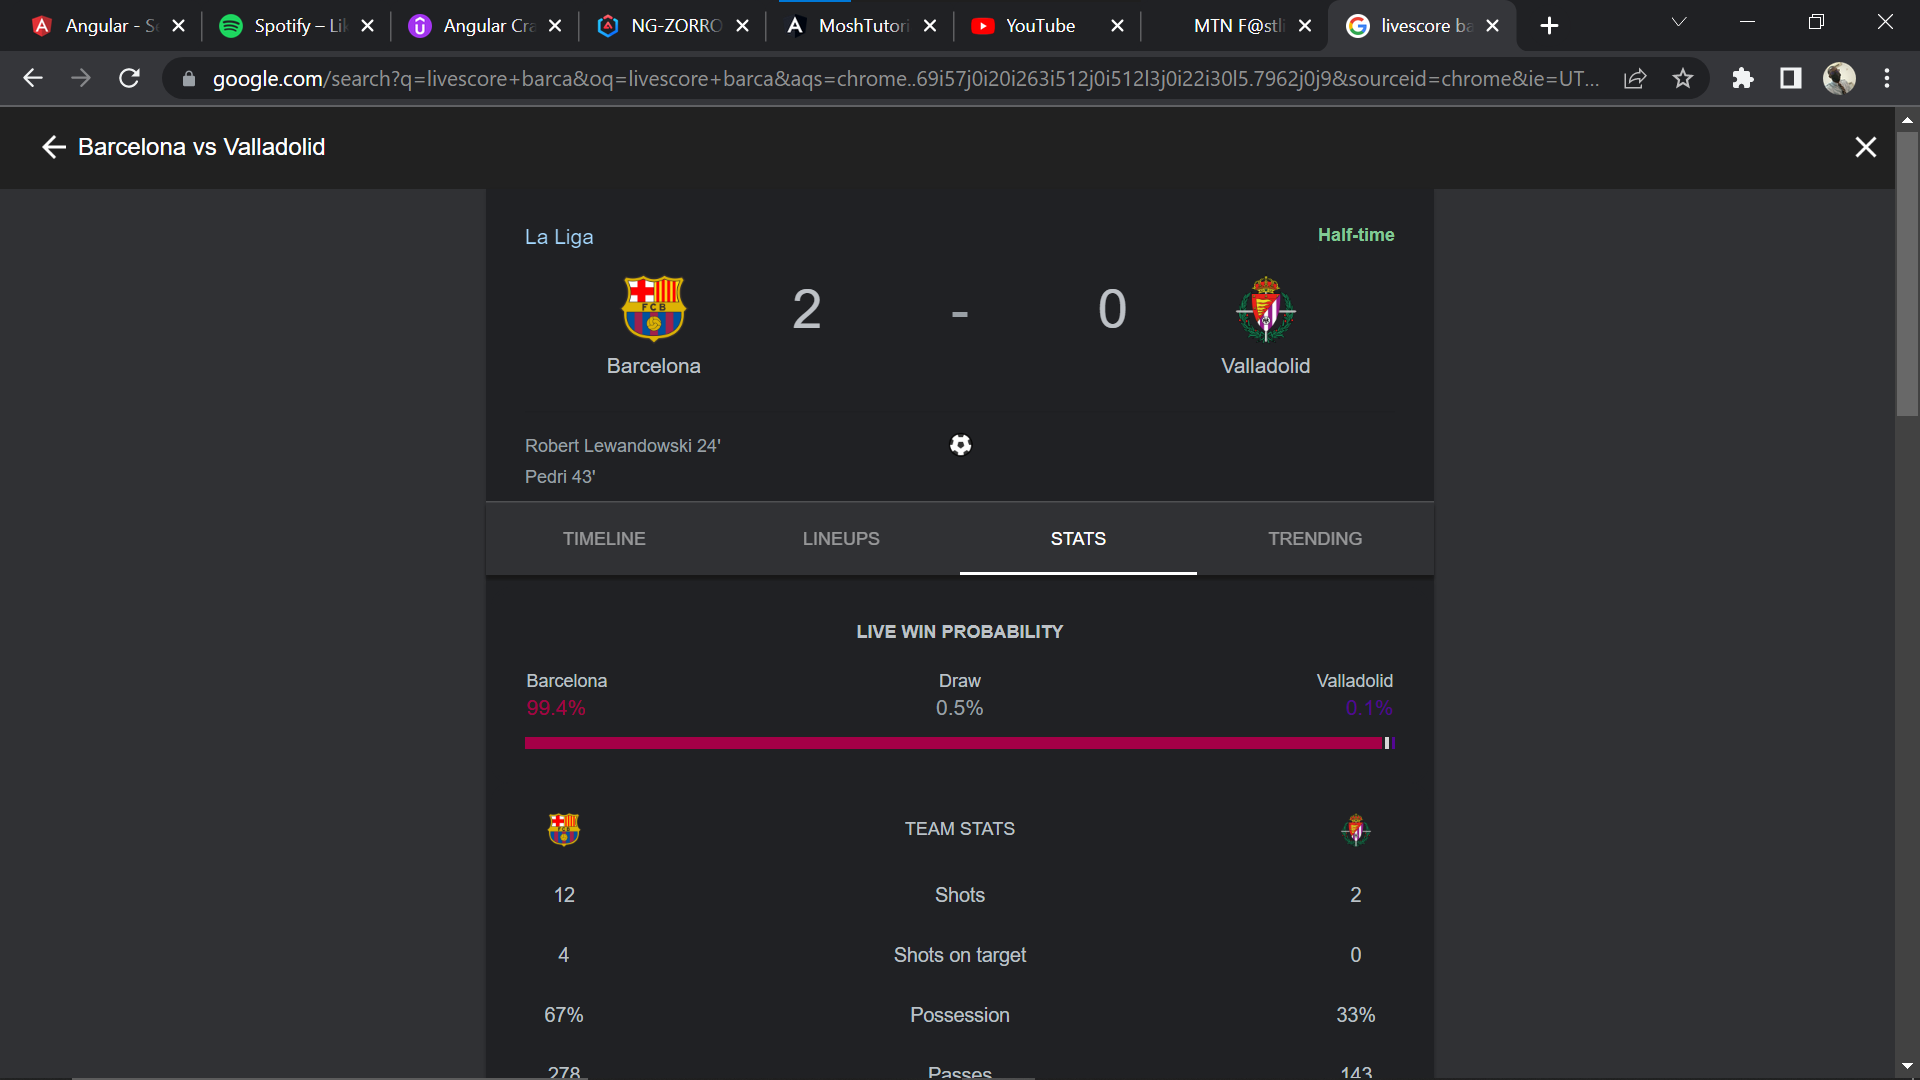 Angular - S
Spotify – Lik
Angular Cra
NG-ZORRO
MoshTutori
YouTube
MTN F@stli
livescore ba
google.com/search?q=livescore+barca&oq=livescore+barca&aqs=chrome..69i57j0i20i263i512j0i512l3j0i22i30l5.7962j0j9&sourceid=chrome&ie=UT...
Barcelona vs Valladolid
La Liga
Half-time
2 - 0
FCB
Barcelona
Valladolid
Robert Lewandowski 24'
Pedri 43'
TIMELINE
LINEUPS
STATS
TRENDING
LIVE WIN PROBABILITY
Barcelona Draw Valladolid
99.4% 0.5% 0.1%
TEAM STATS
12 Shots 2
4 Shots on target 0
67% Possession 33%
278 Passes 143